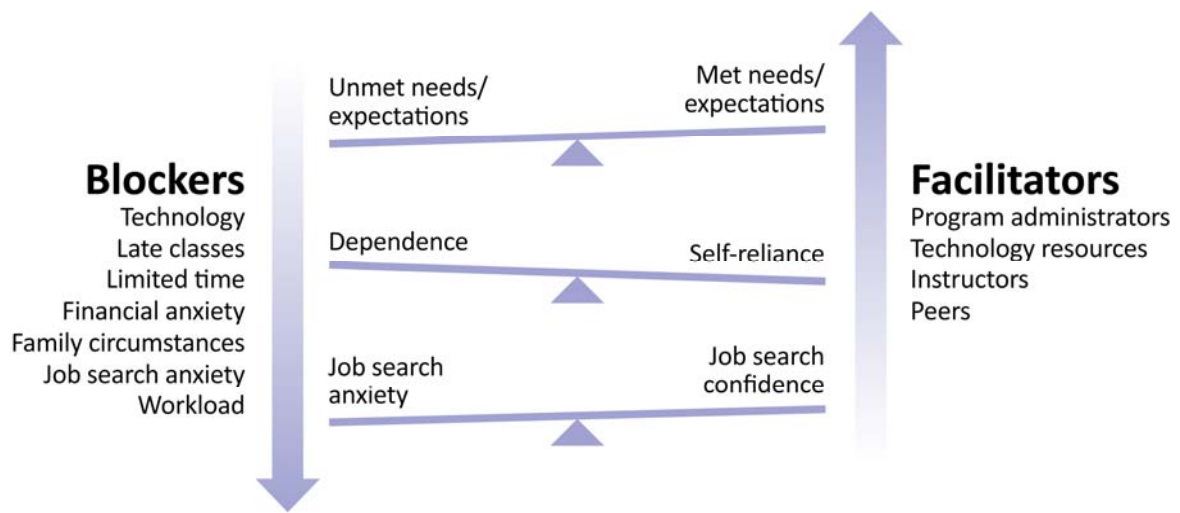 Blockers
Technology
Late classes
Limited time
Financial anxiety
Family circumstances
Job search anxiety
Workload
Unmet needs/
expectations
Met needs/
expectations
Dependence
Self-reliance
Job search
anxiety
Job search
confidence
Facilitators
Program administrators
Technology resources
Instructors
Peers